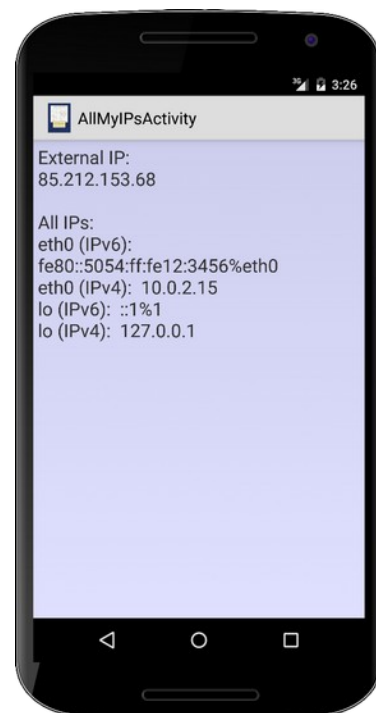 3G 3:26
AllMyIPsActivity
External IP:
85.212.153.68
All IPs:
eth0 (IPv6):
fe80::5054:ff:fe12:3456%eth0
eth0 (IPv4): 10.0.2.15
lo (IPv6): ::1%1
lo (IPv4): 127.0.0.1